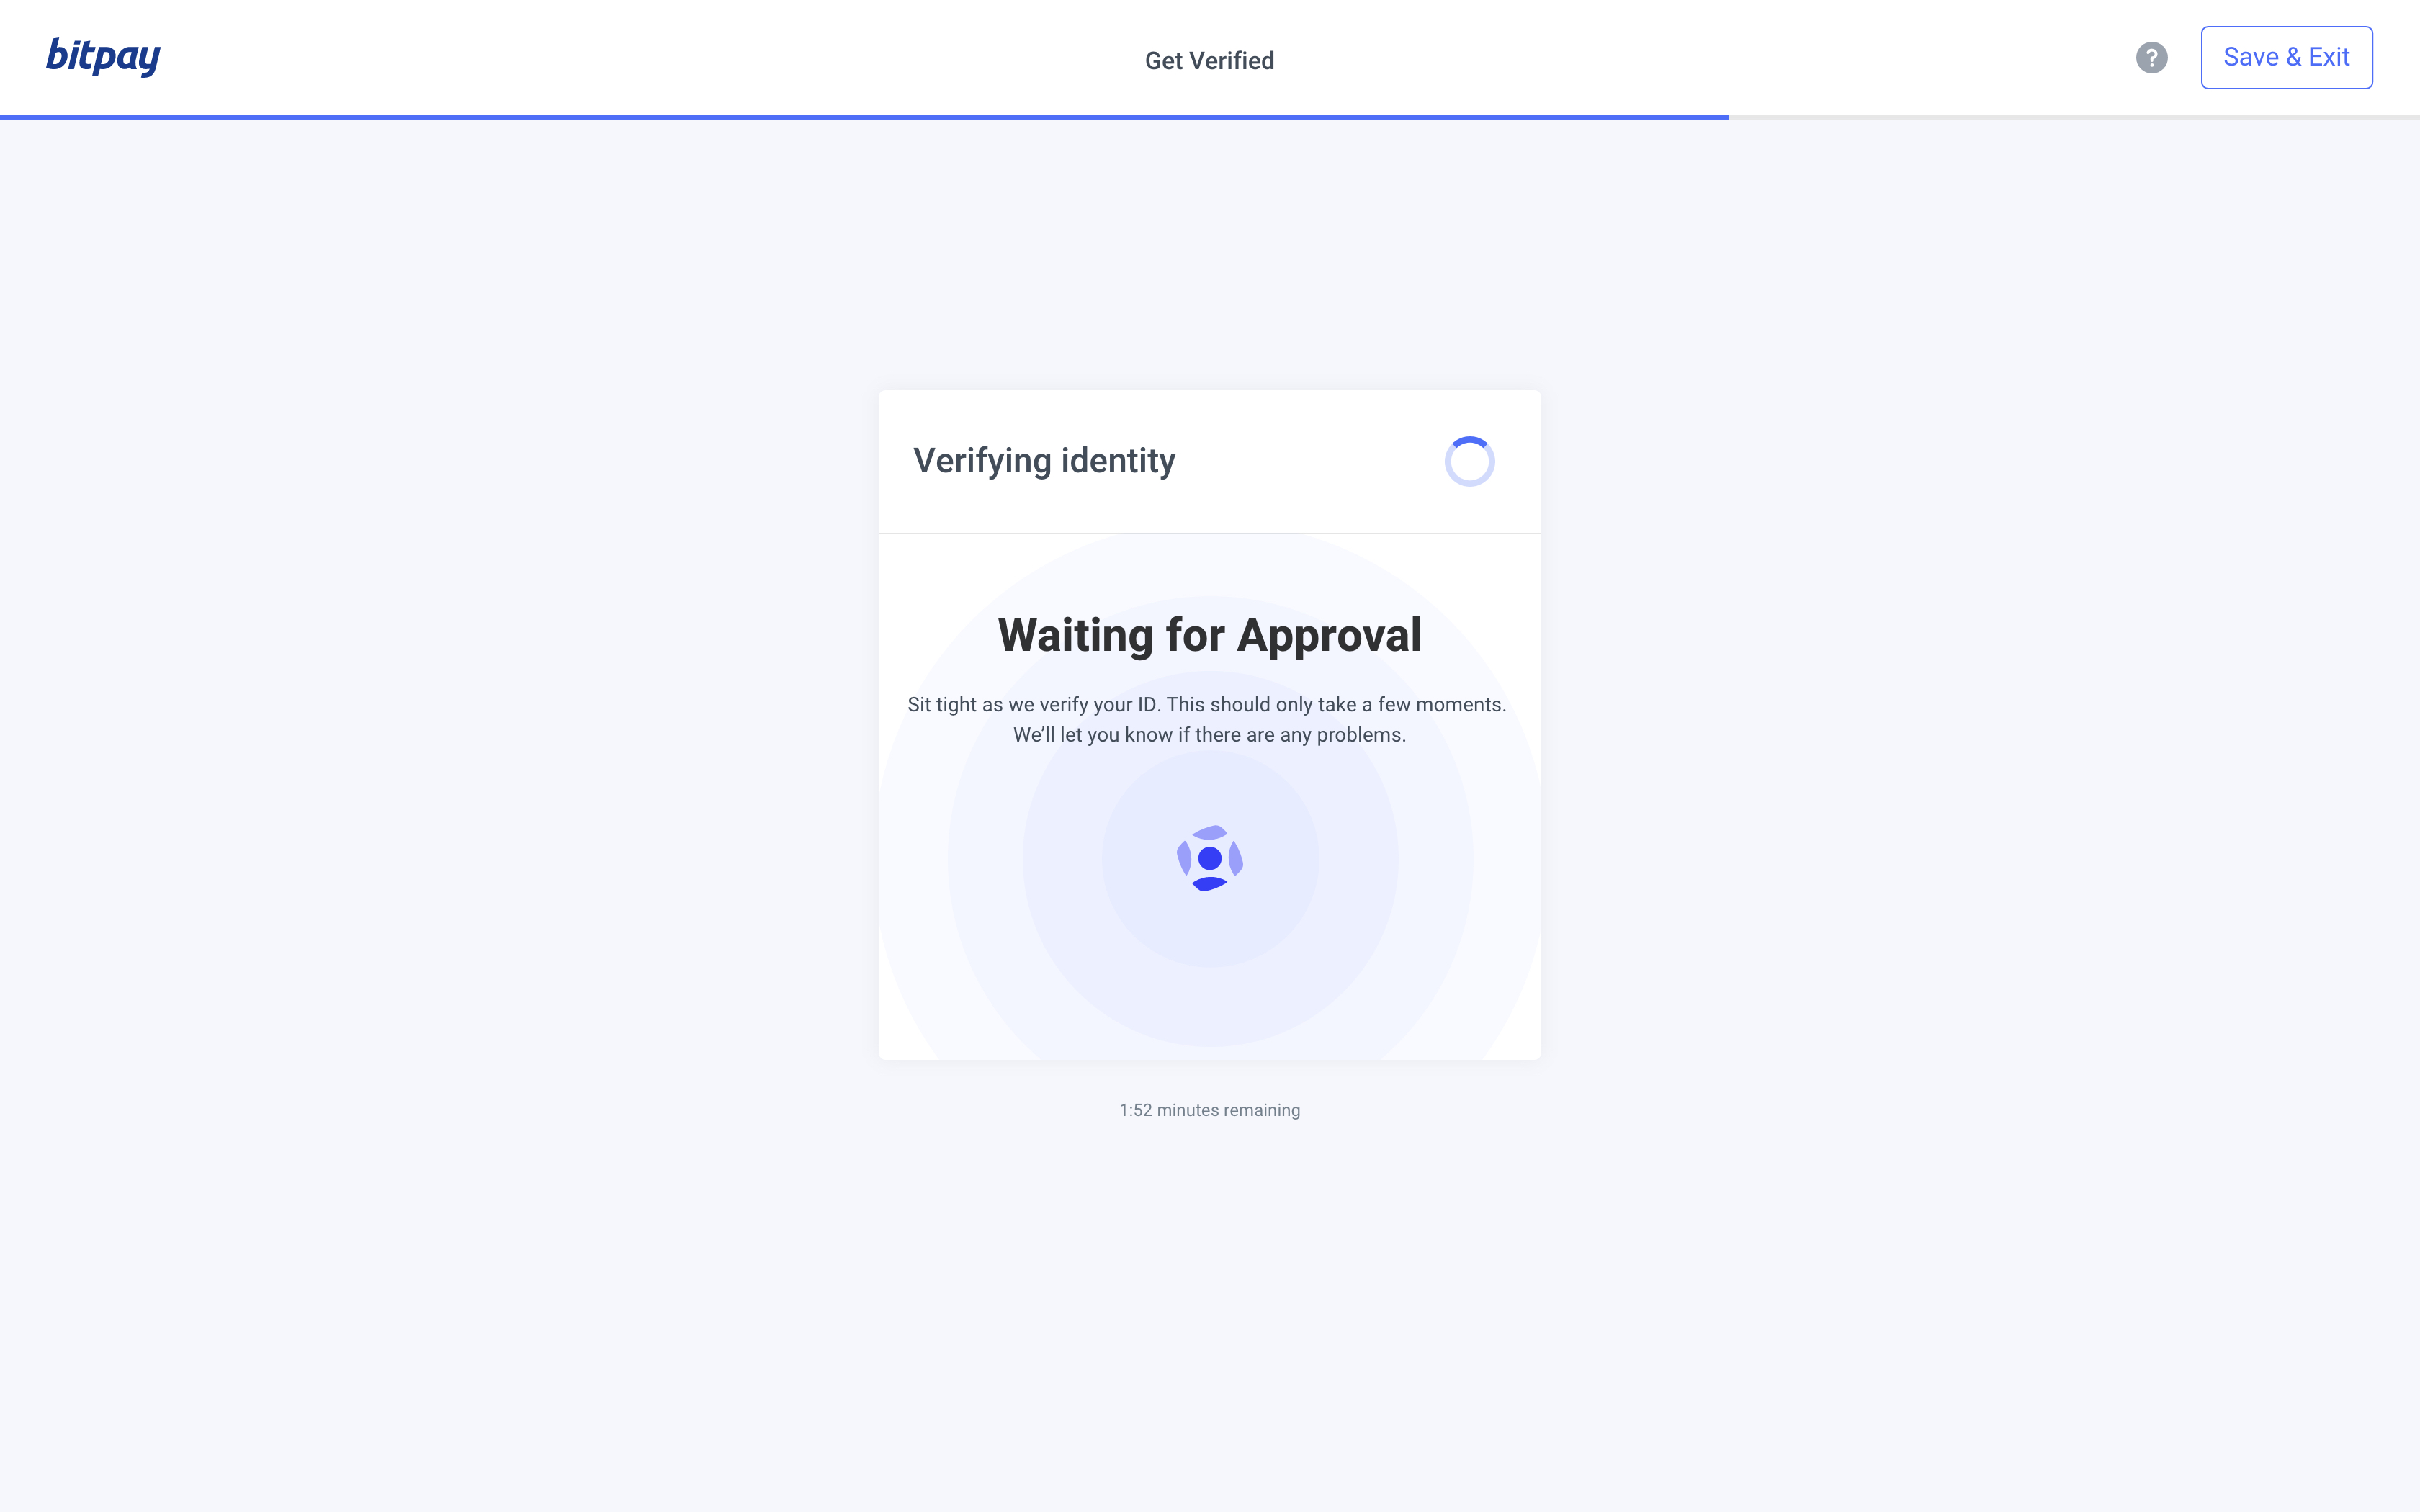 bitpay
Get Verified
?
Save & Exit
Verifying identity
Waiting for Approval
Sit tight as we verify your ID. This should only take a few moments.
We’ll let you know if there are any problems.
1:52 minutes remaining